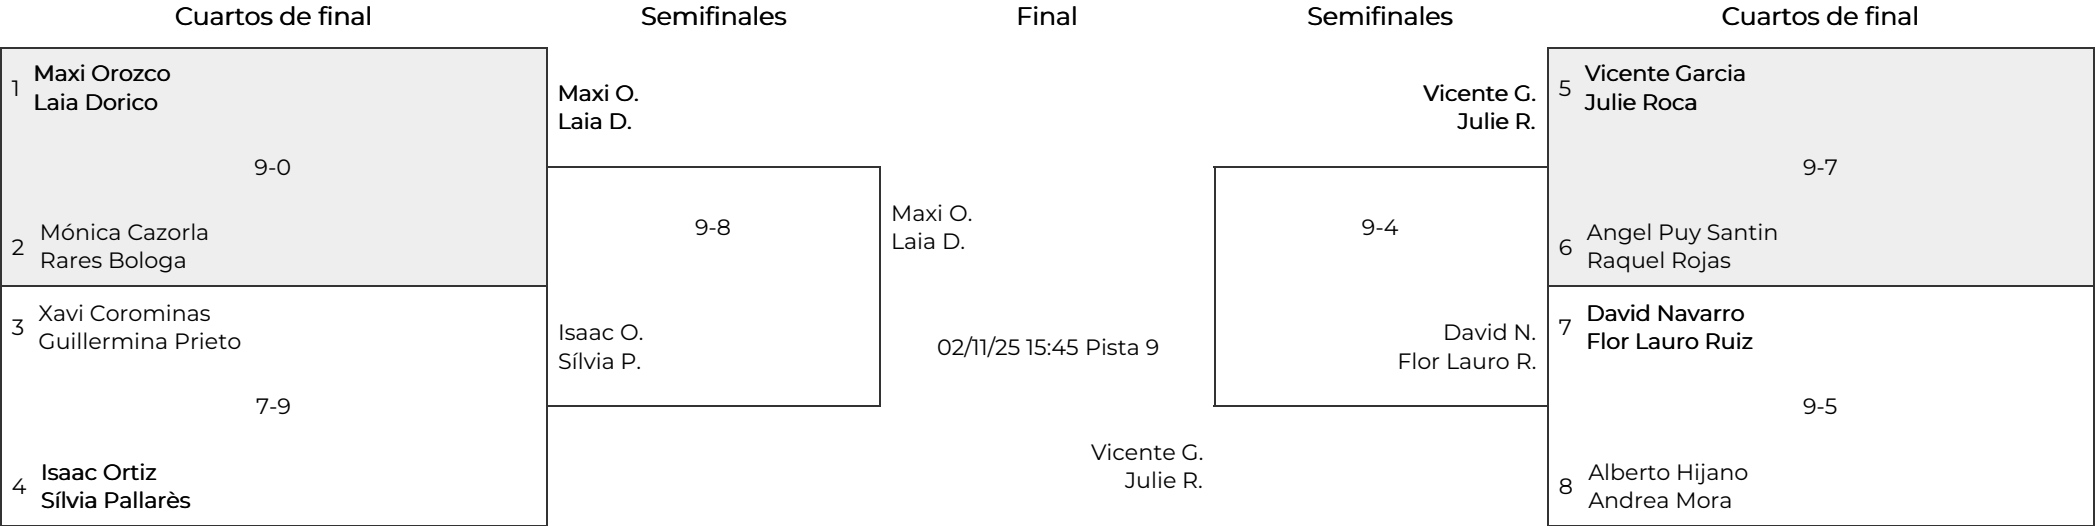 Cuartos de final
Semifinales
Final
Semifinales
Cuartos de final
1
Maxi Orozco
Laia Dorico
9-0
2
Mónica Cazorla
Rares Bologa
3
Xavi Corominas
Guillermina Prieto
7-9
4
Isaac Ortiz
Sílvia Pallarès
Maxi O.
Laia D.
9-8
Isaac O.
Sílvia P.
Maxi O.
Laia D.
02/11/25 15:45 Pista 9
Vicente G.
Julie R.
Vicente G.
Julie R.
9-4
David N.
Flor Lauro R.
5
Vicente Garcia
Julie Roca
9-7
6
Angel Puy Santin
Raquel Rojas
7
David Navarro
Flor Lauro Ruiz
9-5
8
Alberto Hijano
Andrea Mora